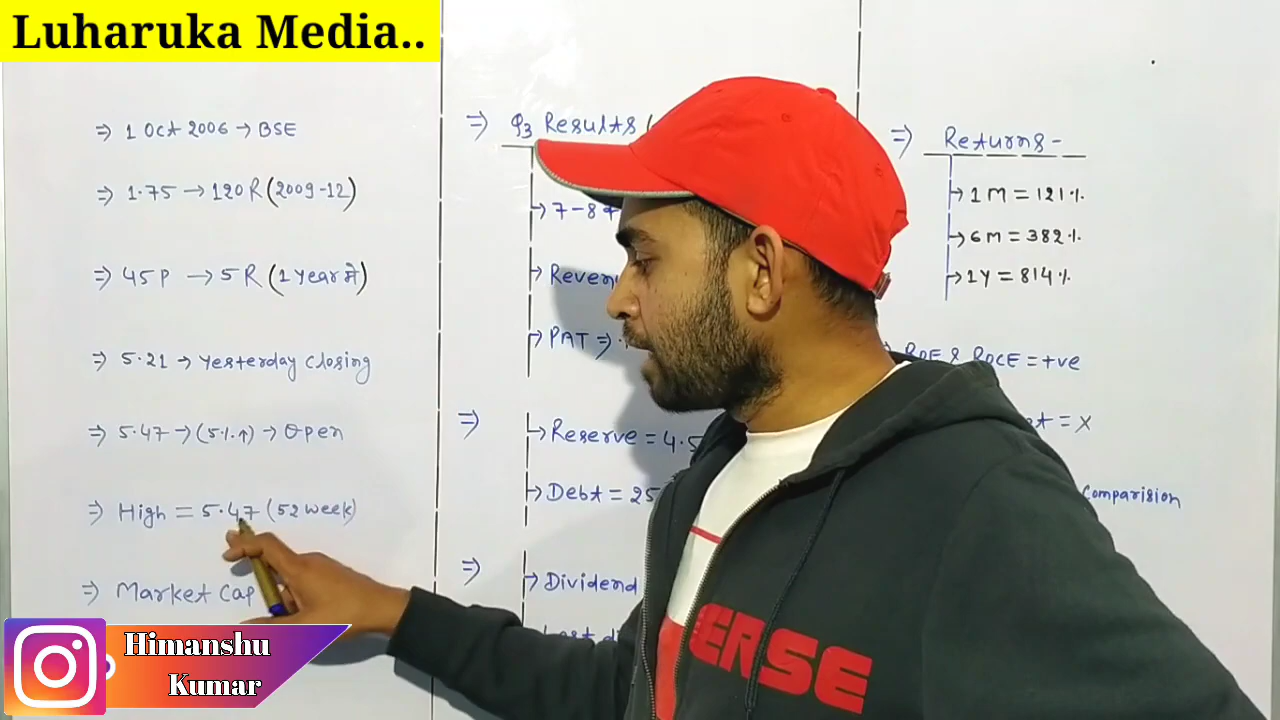 Luharuka Media..
⇒ 1 Oct 2006 → BSE
⇒ 1.75 → 120 R (2009-12)
⇒ 45 P → 5 R (1 Year में)
⇒ 5.21 → Yesterday Closing
⇒ 5.47 → (5%↑) → Open
⇒ High = 5.47 (52 week)
⇒ Market Cap
⇒ Q3 Results (
→ 7-8
→ Reven
→ PAT ⇒
⇒ → Reserve = 4.5
→ Debt = 25
⇒ → Dividend
⇒ Returns -
→ 1 M = 121%
→ 6 M = 382%
→ 1Y = 814%
ROE & ROCE = +ve
= X
Comparision
ERSE
Himanshu
Kumar